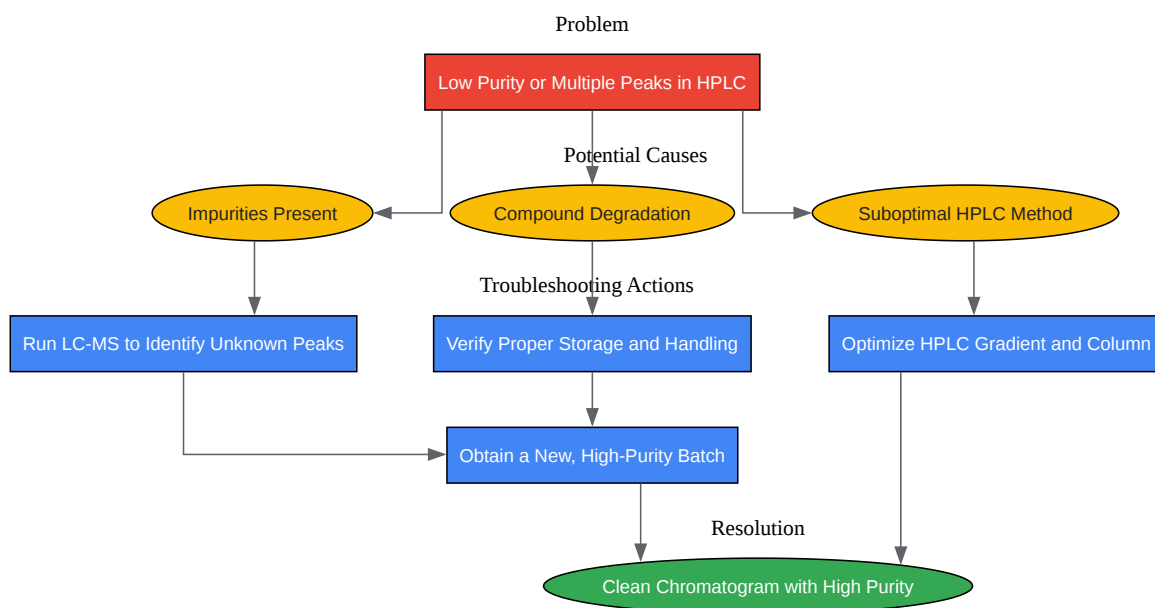 Problem
Low Purity or Multiple Peaks in HPLC
Potential Causes
Impurities Present
Compound Degradation
Suboptimal HPLC Method
Troubleshooting Actions
Run LC-MS to Identify Unknown Peaks
Verify Proper Storage and Handling
Optimize HPLC Gradient and Column
Obtain a New, High-Purity Batch
Resolution
Clean Chromatogram with High Purity